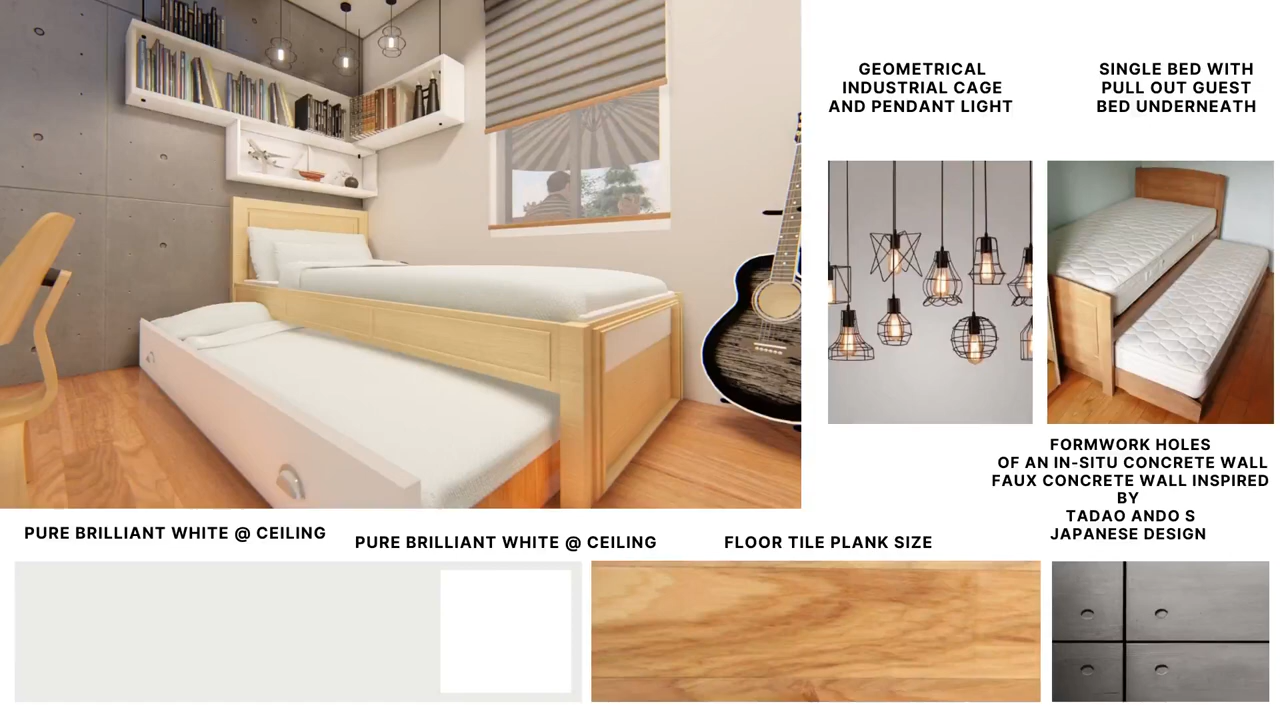 GEOMETRICAL
INDUSTRIAL CAGE
AND PENDANT LIGHT
SINGLE BED WITH
PULL OUT GUEST
BED UNDERNEATH
FORMWORK HOLES
OF AN IN-SITU CONCRETE WALL
FAUX CONCRETE WALL INSPIRED
BY
TADAO ANDO S
JAPANESE DESIGN
PURE BRILLIANT WHITE @ CEILING
PURE BRILLIANT WHITE @ CEILING
FLOOR TILE PLANK SIZE